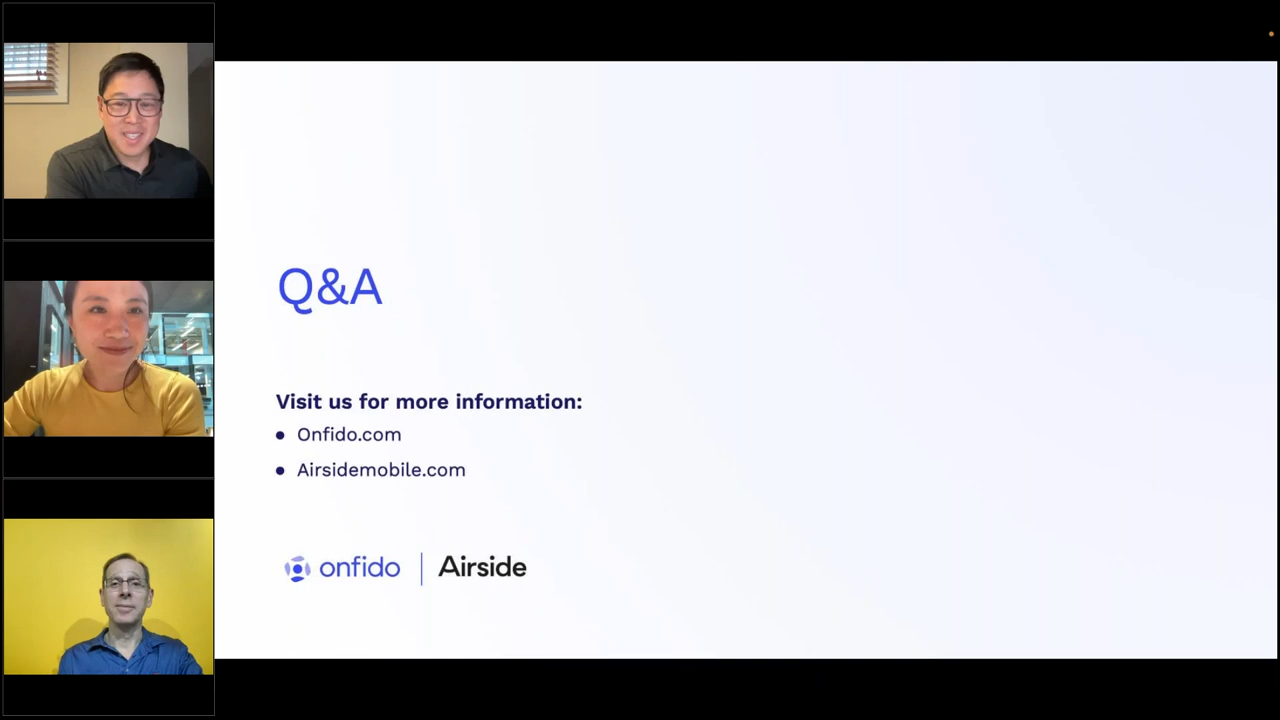 Q&A
Visit us for more information:
Onfido.com
Airsidemobile.com
onfido | Airside